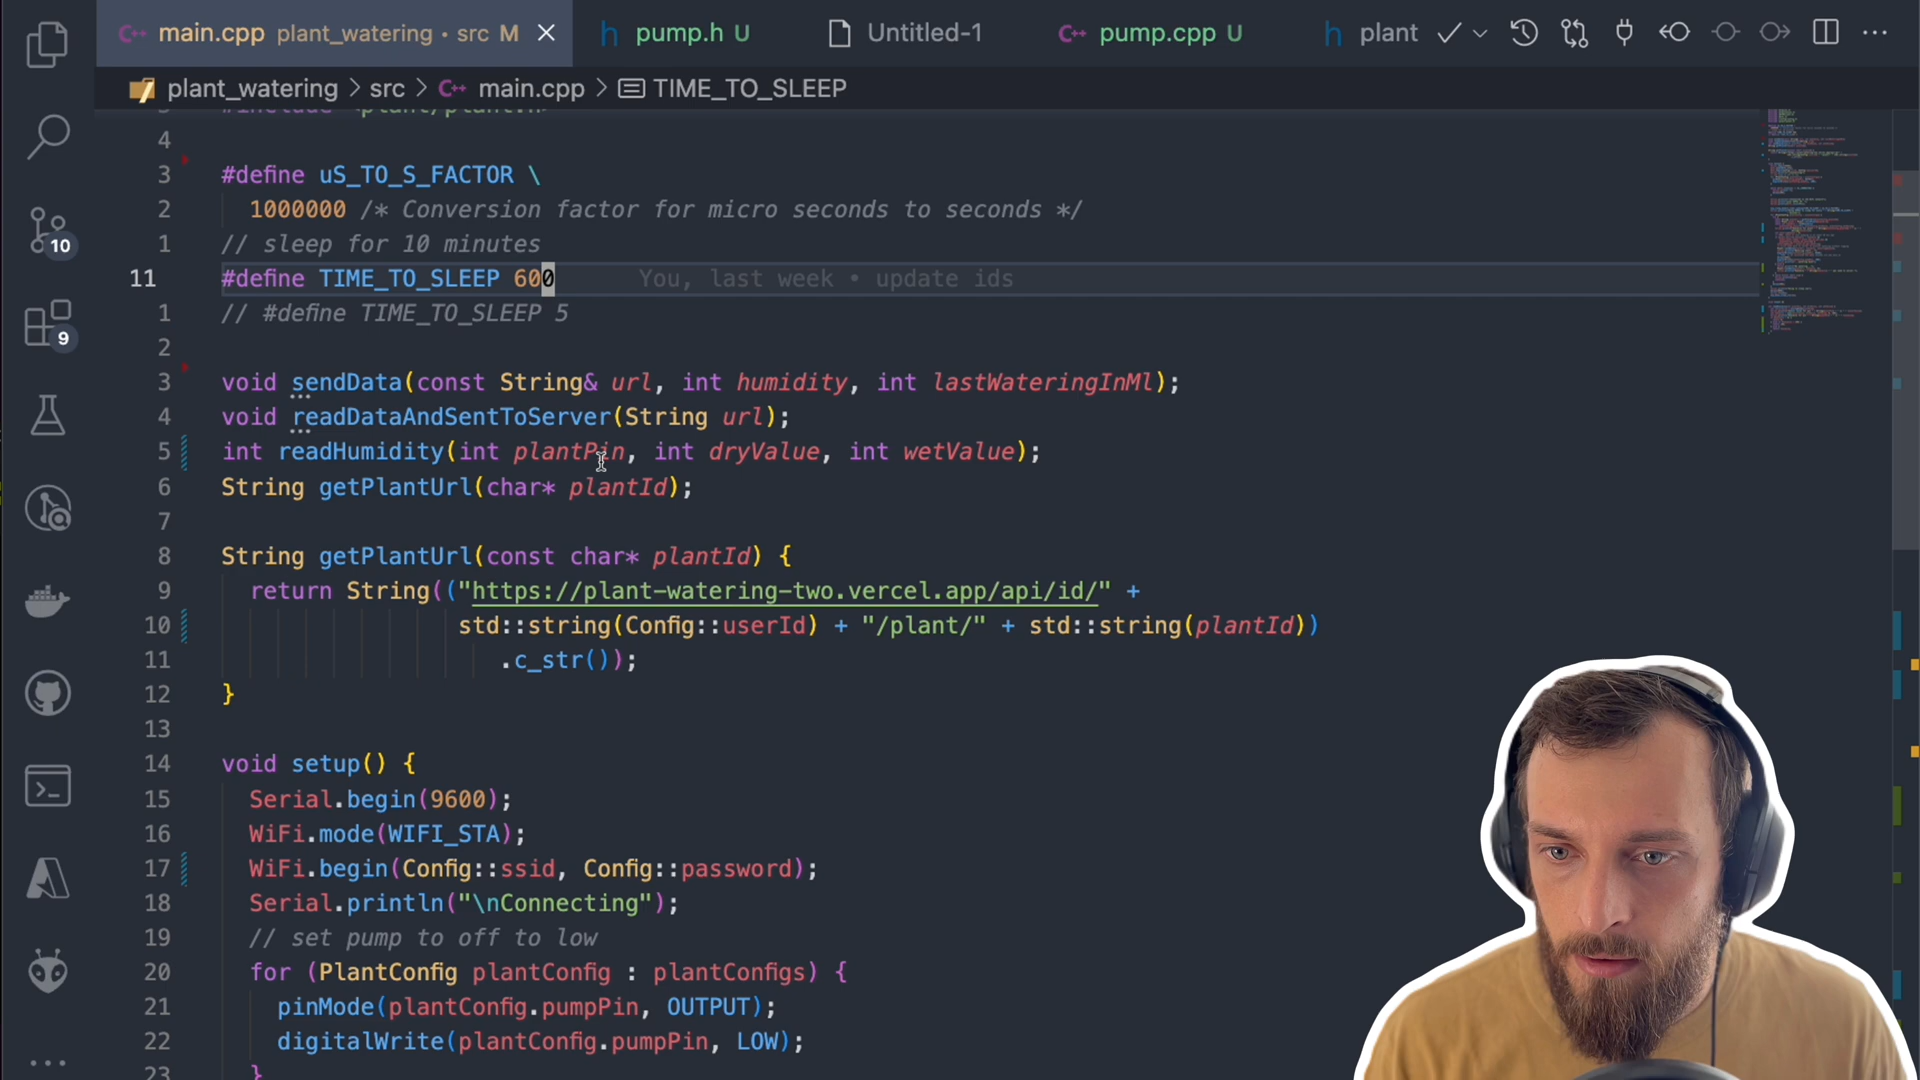 main.cpp plant_watering • src M
pump.h U
Untitled-1
pump.cpp U
plant
plant_watering > src > main.cpp > TIME_TO_SLEEP
#include <plant/plant.h>
4
3 #define uS_TO_S_FACTOR \
2 1000000 /* Conversion factor for micro seconds to seconds */
1 // sleep for 10 minutes
11 #define TIME_TO_SLEEP 600 You, last week • update ids
1 // #define TIME_TO_SLEEP 5
2
3 void sendData(const String& url, int humidity, int lastWateringInMl);
4 void readDataAndSentToServer(String url);
5 int readHumidity(int plantPin, int dryValue, int wetValue);
6 String getPlantUrl(char* plantId);
7
8 String getPlantUrl(const char* plantId) {
9 return String(("https://plant-watering-two.vercel.app/api/id/" +
10 std::string(Config::userId) + "/plant/" + std::string(plantId))
11 .c_str());
12 }
13
14 void setup() {
15 Serial.begin(9600);
16 WiFi.mode(WIFI_STA);
17 WiFi.begin(Config::ssid, Config::password);
18 Serial.println("\nConnecting");
19 // set pump to off to low
20 for (PlantConfig plantConfig : plantConfigs) {
21 pinMode(plantConfig.pumpPin, OUTPUT);
22 digitalWrite(plantConfig.pumpPin, LOW);
23 }
10
9